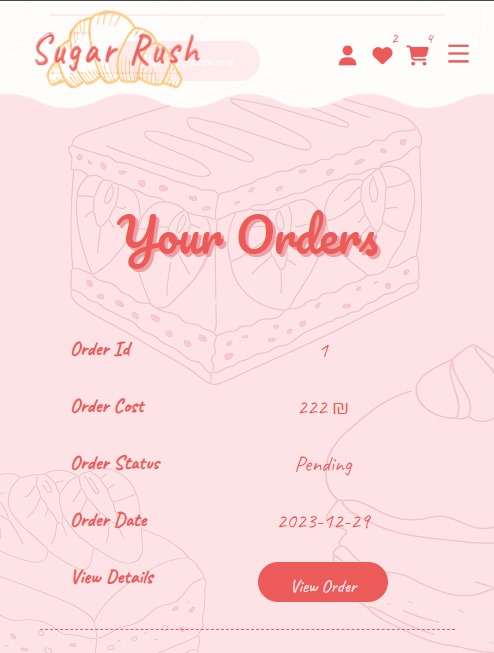 Sugar Rush
2
4
Your Orders
Order Id 1
Order Cost 222 ₪
Order Status Pending
Order Date 2023-12-29
View Details View Order